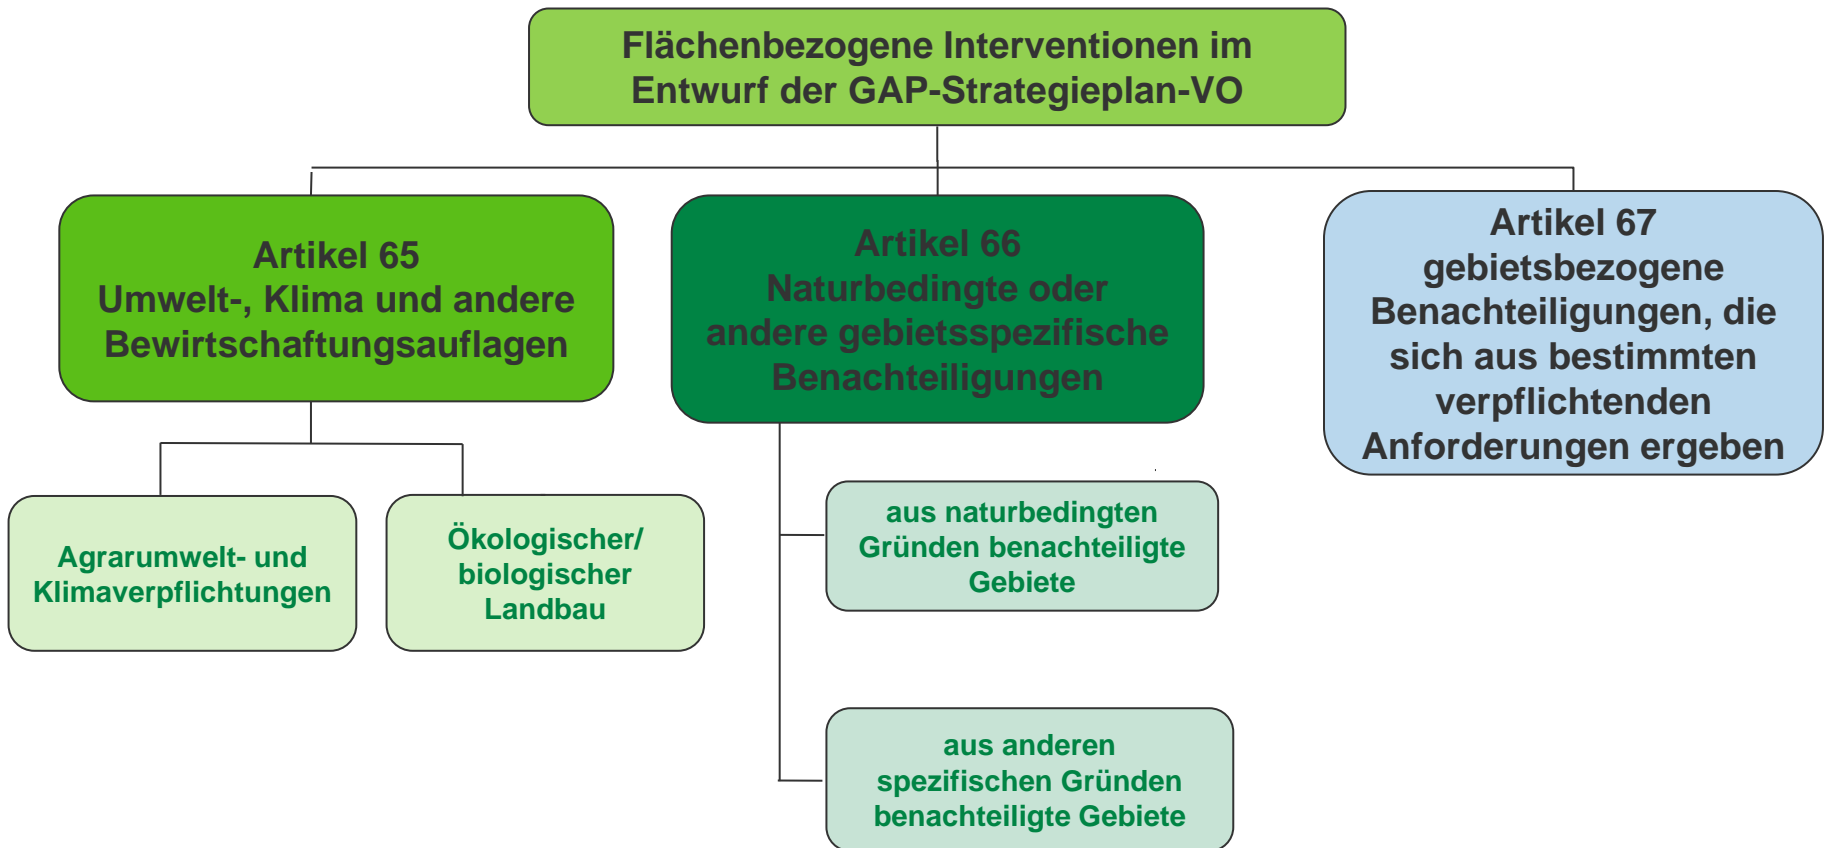 Flächenbezogene Interventionen im
Entwurf der GAP-Strategieplan-VO
Artikel 65
Umwelt-, Klima und andere
Bewirtschaftungsauflagen
Artikel 66
Naturbedingte oder
andere gebietsspezifische
Benachteiligungen
Artikel 67
gebietsbezogene
Benachteiligungen, die
sich aus bestimmten
verpflichtenden
Anforderungen ergeben
Agrarumwelt- und
Klimaverpflichtungen
Ökologischer/
biologischer
Landbau
aus naturbedingten
Gründen benachteiligte
Gebiete
aus anderen
spezifischen Gründen
benachteiligte Gebiete